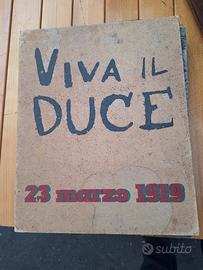 VIVA IL
DUCE
23 marzo 1919
subito